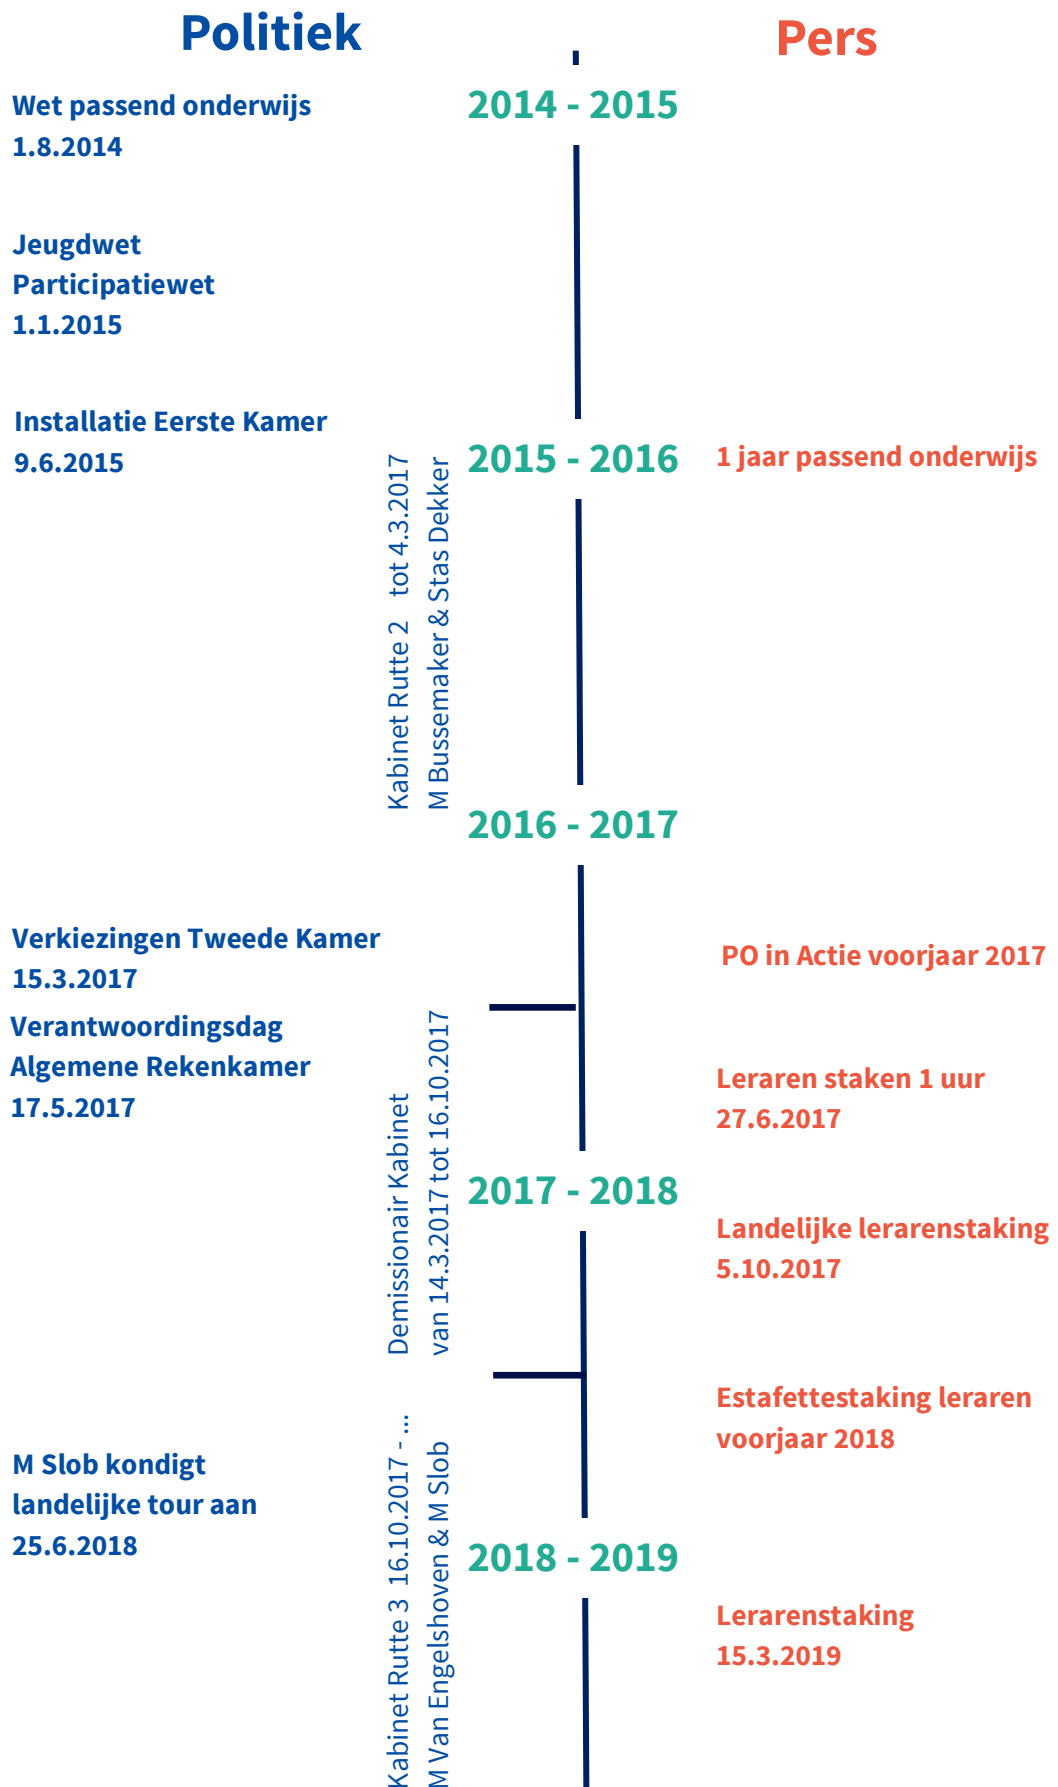 Politiek
Pers
2014 - 2015
Wet passend onderwijs
1.8.2014
Jeugdwet
Participatiewet
1.1.2015
Installatie Eerste Kamer
9.6.2015
2015 - 2016
1 jaar passend onderwijs
Kabinet Rutte 2 tot 4.3.2017
M Bussemaker & Stas Dekker
2016 - 2017
Verkiezingen Tweede Kamer
15.3.2017
PO in Actie voorjaar 2017
Verantwoordingsdag
Algemene Rekenkamer
17.5.2017
Leraren staken 1 uur
27.6.2017
Demissionair Kabinet
van 14.3.2017 tot 16.10.2017
2017 - 2018
Landelijke lerarenstaking
5.10.2017
Estafettestaking leraren
voorjaar 2018
M Slob kondigt
landelijke tour aan
25.6.2018
Kabinet Rutte 3 16.10.2017 - ...
M Van Engelshoven & M Slob
2018 - 2019
Lerarenstaking
15.3.2019